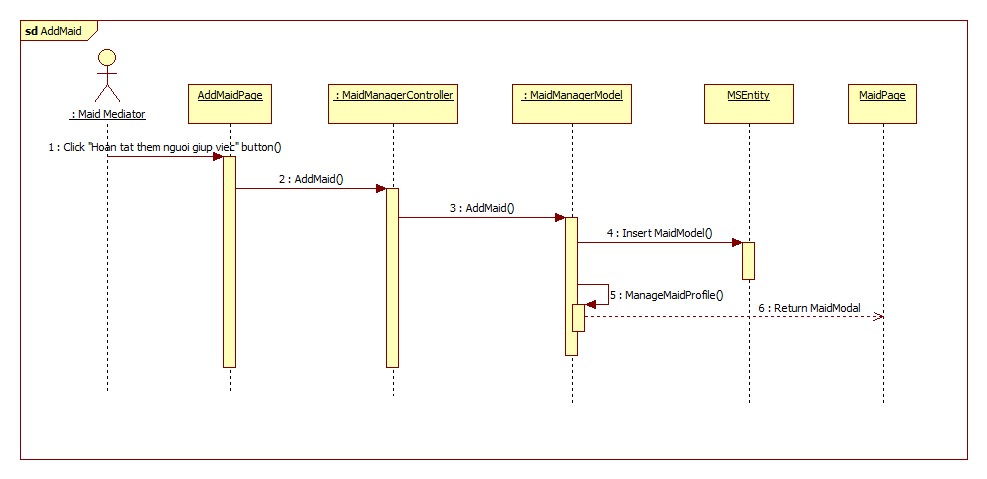 sd AddMaid
: Maid Mediator
AddMaidPage
: MaidManagerController
: MaidManagerModel
MSEntity
MaidPage
1 : Click "Hoan tat them nguoi giup viec" button()
2 : AddMaid()
3 : AddMaid()
4 : Insert MaidModel()
5 : ManageMaidProfile()
6 : Return MaidModal